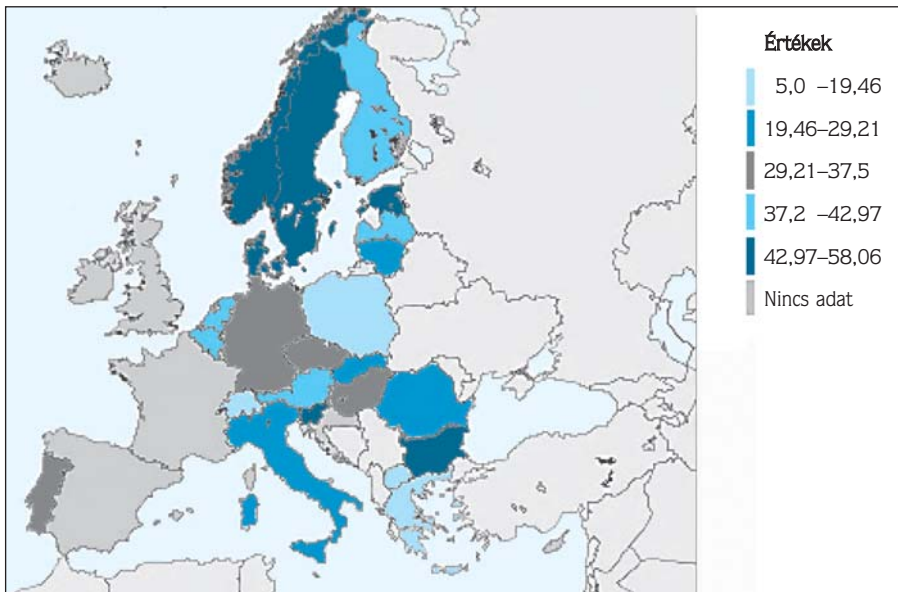 Értékek
5,0 –19,46
19,46–29,21
29,21–37,5
37,2 –42,97
42,97–58,06
Nincs adat